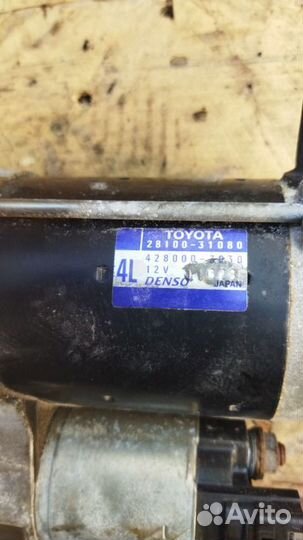 TOYOTA
28100-31080
4L
12V
DENSO JAPAN
Avito